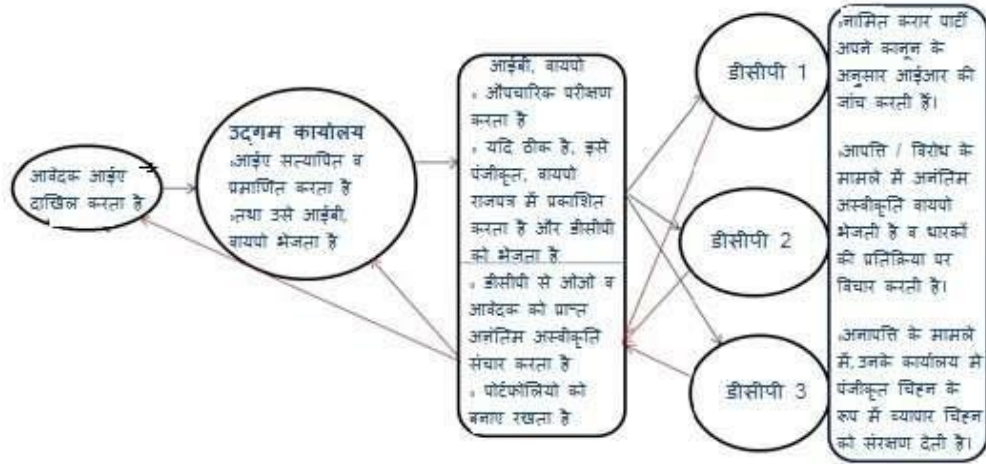 आवेदक आईए
दाखिल करता है
उद्गम कार्यालय
आईए सत्यापित व
प्रमाणित करता है
तथा उसे आईबी,
वायपो भेजता है
आईबी, वायपो
औपचारिक परीक्षण
करता है
यदि ठीक है, इसे
पंजीकृत, वायपो
राजपत्र में प्रकाशित
करता है और डीसीपी
को भेजता है
डीसीपी से ओओ व
आवेदक को प्राप्त
अनंतिम अस्वीकृति
संचार करता है
पोर्टफोलियो को
बनाए रखता है
डीसीपी 1
डीसीपी 2
डीसीपी 3
नामित करार पार्टी
अपने कानून के
अनुसार आईआर की
जांच करती हैं।
आपत्ति / विरोध के
मामले में अनंतिम
अस्वीकृति वायपो
भेजती है व धारकों
की प्रतिक्रिया पर
विचार करती है।
अनापत्ति के मामले
में, उनके कार्यालय में
पंजीकृत चिह्न के
रूप में व्यापार चिह्न
को संरक्षण देती है।